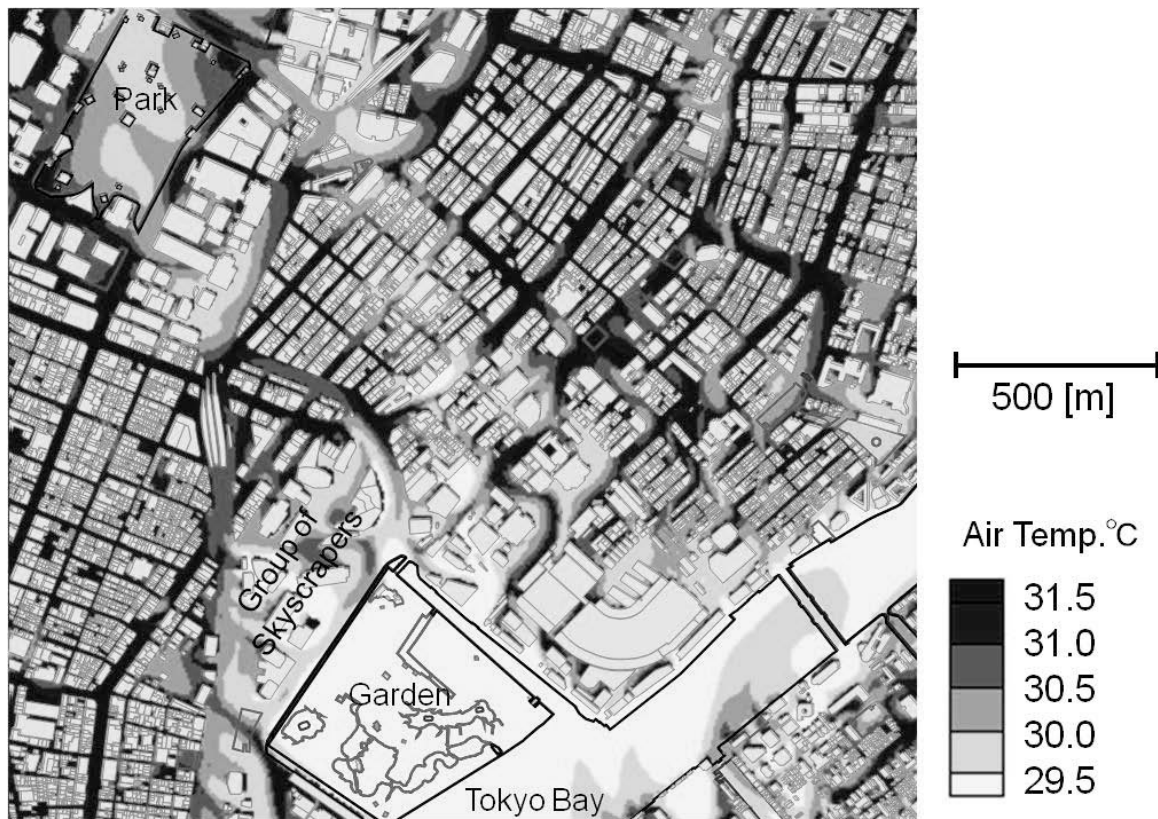 Park
Group of
Skyscrapers
Garden
Tokyo Bay
500 [m]
Air Temp.°C
31.5
31.0
30.5
30.0
29.5